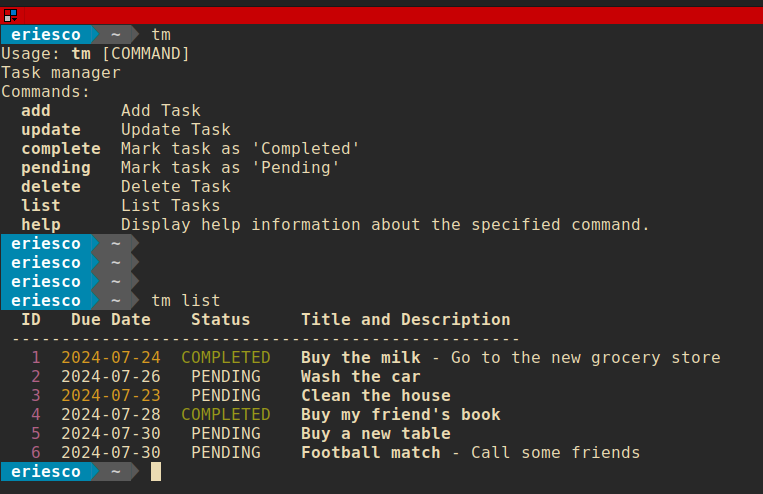 eriesco ~ tm
Usage: tm [COMMAND]
Task manager
Commands:
  add       Add Task
  update    Update Task
  complete  Mark task as 'Completed'
  pending   Mark task as 'Pending'
  delete    Delete Task
  list      List Tasks
  help      Display help information about the specified command.
eriesco ~
eriesco ~
eriesco ~
eriesco ~ tm list
  ID   Due Date    Status     Title and Description
 ---------------------------------------------------
   1  2024-07-24  COMPLETED   Buy the milk - Go to the new grocery store
   2  2024-07-26   PENDING    Wash the car
   3  2024-07-23   PENDING    Clean the house
   4  2024-07-28  COMPLETED   Buy my friend's book
   5  2024-07-30   PENDING    Buy a new table
   6  2024-07-30   PENDING    Football match - Call some friends
eriesco ~